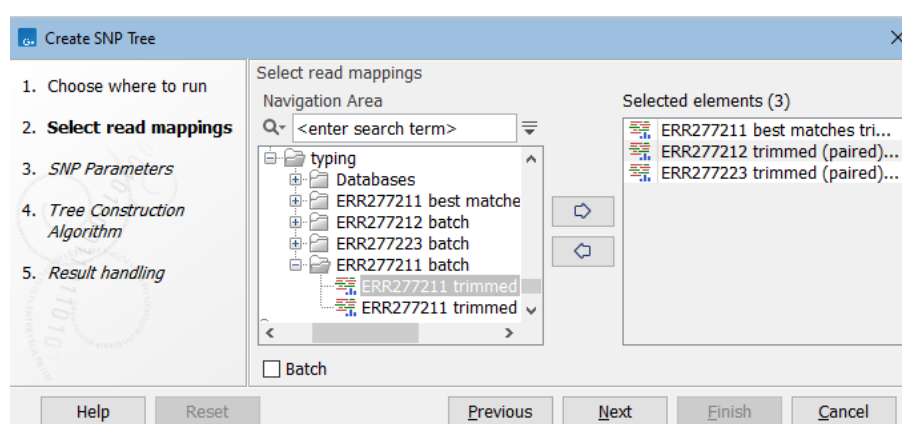 Create SNP Tree
1. Choose where to run
2. Select read mappings
3. SNP Parameters
4. Tree Construction
Algorithm
5. Result handling
Select read mappings
Navigation Area
<enter search term>
typing
Databases
ERR277211 best matche
ERR277212 batch
ERR277223 batch
ERR277211 batch
ERR277211 trimmed
ERR277211 trimmed
Batch
Selected elements (3)
ERR277211 best matches tri...
ERR277212 trimmed (paired)...
ERR277223 trimmed (paired)...
Help
Reset
Previous
Next
Finish
Cancel